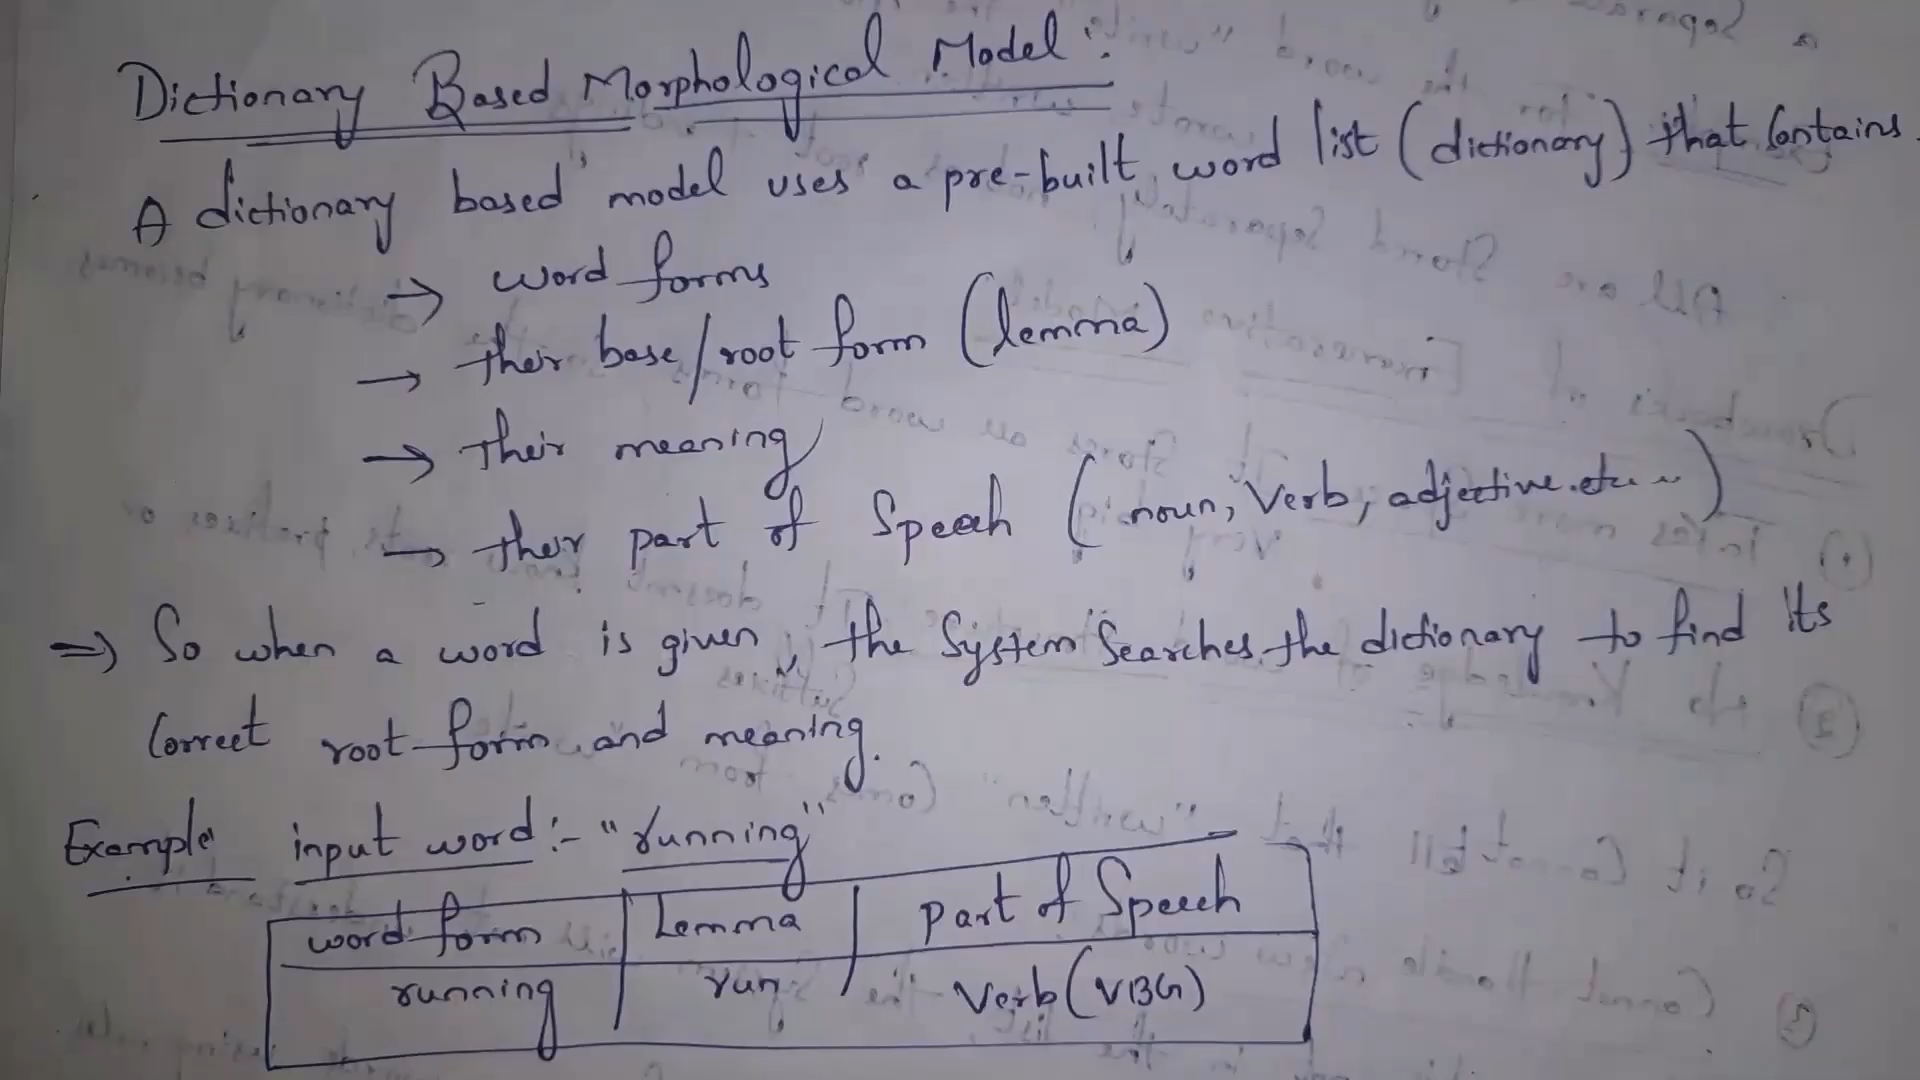 Dictionary Based Morphological Model :
A dictionary based model uses a pre-built word list (dictionary) that contains
→ word forms
→ their base/root form (lemma)
→ their meaning
→ their part of Speech (noun, Verb, adjective.etc...)
⇒ So when a word is given, the System Searches the dictionary to find its
Correct root form and meaning.
Example input word :- "running"
word form Lemma part of Speech
running run Verb (VBG)